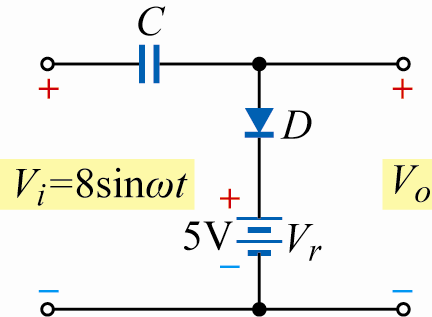 C
+ +
D
Vᵢ=8sinωt
Vₒ
+
5V Vᵣ
−
− −